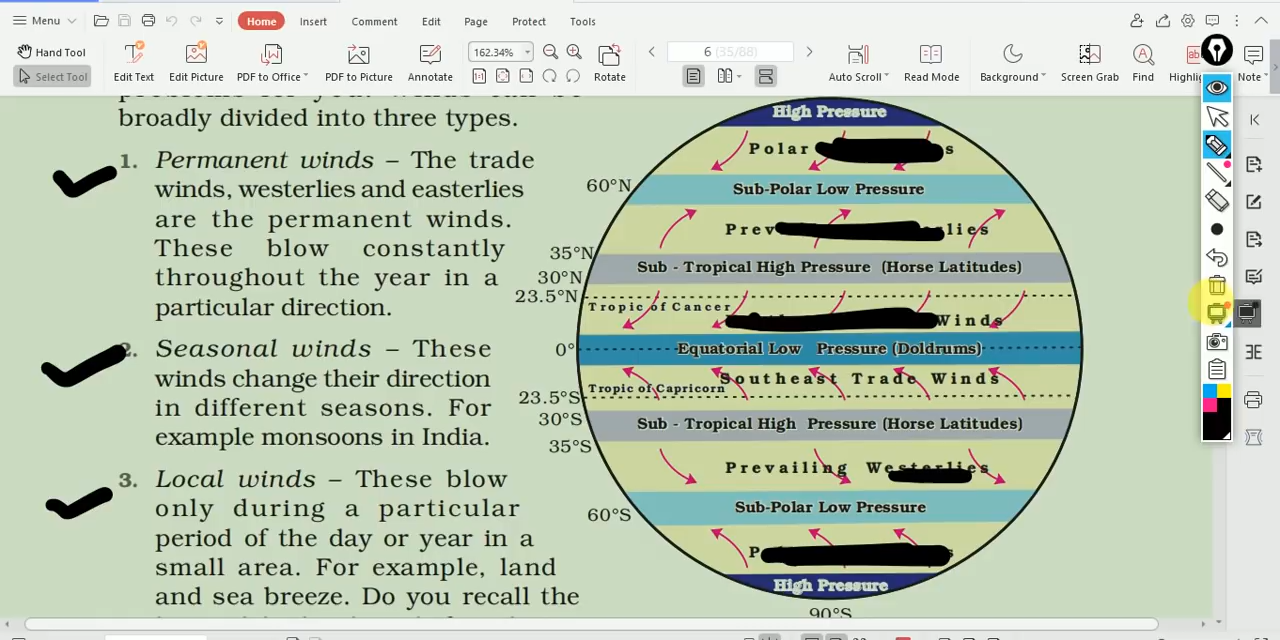 Menu
Home
Insert
Comment
Edit
Page
Protect
Tools
Hand Tool
Select Tool
Edit Text
Edit Picture
PDF to Office
PDF to Picture
Annotate
162.34%
Rotate
6 (35/88)
Auto Scroll
Read Mode
Background
Screen Grab
Find
Highlig
Note
broadly divided into three types.
1. Permanent winds – The trade
winds, westerlies and easterlies
are the permanent winds.
These blow constantly
throughout the year in a
particular direction.
2. Seasonal winds – These
winds change their direction
in different seasons. For
example monsoons in India.
3. Local winds – These blow
only during a particular
period of the day or year in a
small area. For example, land
and sea breeze. Do you recall the
High Pressure
Polar s
60°N
Sub-Polar Low Pressure
Prev lies
35°N
30°N
Sub - Tropical High Pressure (Horse Latitudes)
23.5°N
Tropic of Cancer
Winds
0°
Equatorial Low Pressure (Doldrums)
Southeast Trade Winds
Tropic of Capricorn
23.5°S
30°S
Sub - Tropical High Pressure (Horse Latitudes)
35°S
Prevailing Westerlies
Sub-Polar Low Pressure
60°S
P s
High Pressure
90°S